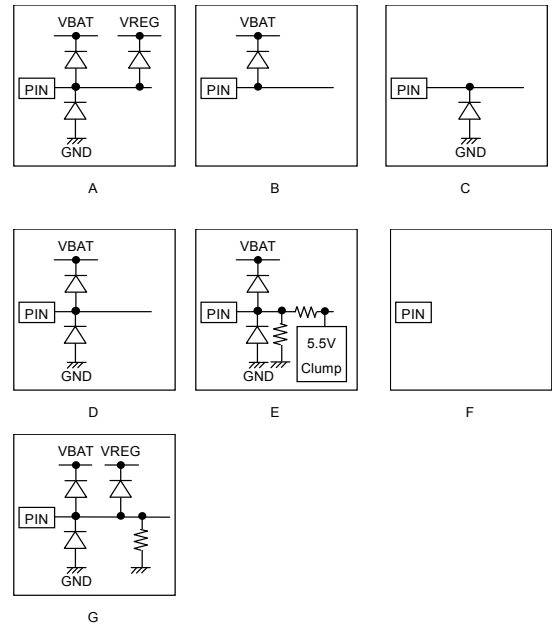 VBAT VREG
PIN
GND
A
VBAT
PIN
B
PIN
GND
C
VBAT
PIN
GND
D
VBAT
PIN
GND
5.5V
Clump
E
PIN
F
VBAT VREG
PIN
GND
G